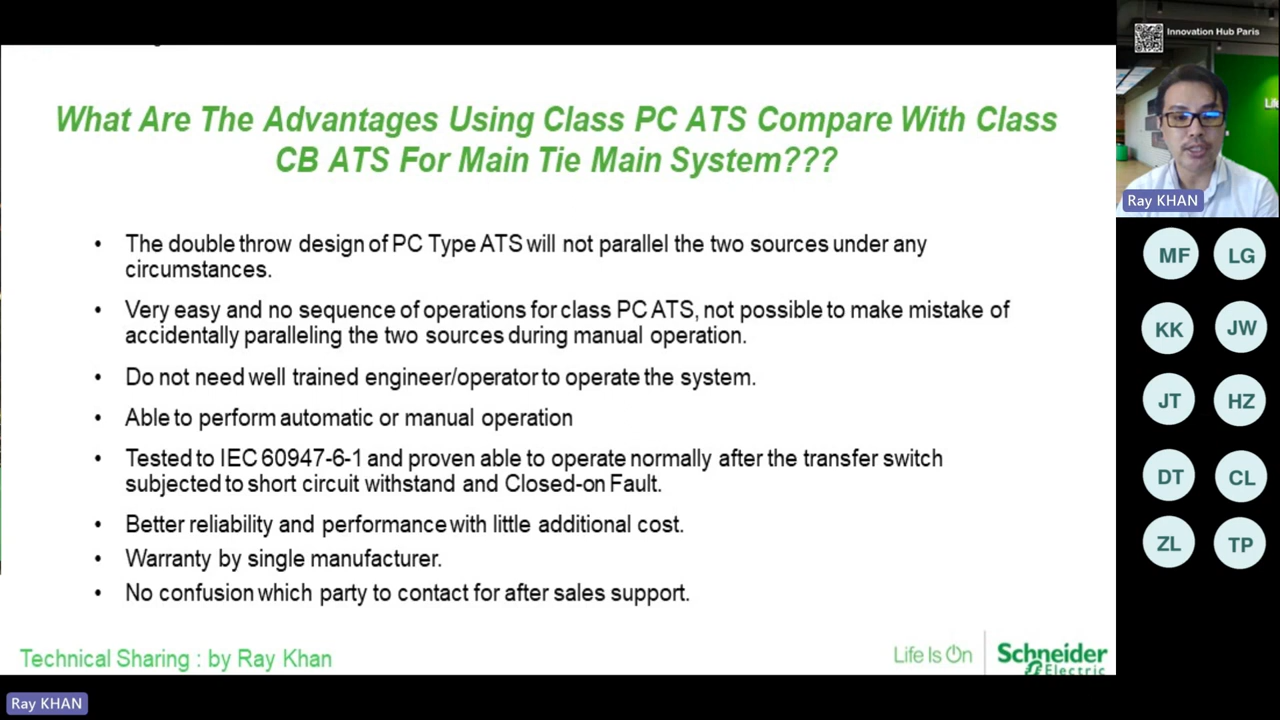 What Are The Advantages Using Class PC ATS Compare With Class
CB ATS For Main Tie Main System???
• The double throw design of PC Type ATS will not parallel the two sources under any
circumstances.
• Very easy and no sequence of operations for class PC ATS, not possible to make mistake of
accidentally paralleling the two sources during manual operation.
• Do not need well trained engineer/operator to operate the system.
• Able to perform automatic or manual operation
• Tested to IEC 60947-6-1 and proven able to operate normally after the transfer switch
subjected to short circuit withstand and Closed-on Fault.
• Better reliability and performance with little additional cost.
• Warranty by single manufacturer.
• No confusion which party to contact for after sales support.
Technical Sharing : by Ray Khan
Life Is On
Schneider
Electric
Ray KHAN
Innovation Hub Paris
Ray KHAN
MF LG
KK JW
JT HZ
DT CL
ZL TP